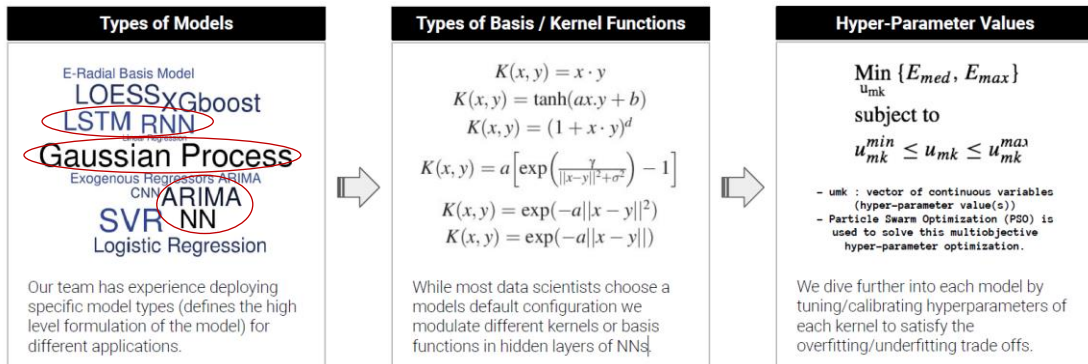 Types of Models
E-Radial Basis Model
LOESS XGboost
LSTM RNN
Linear Regression
Gaussian Process
Exogenous Regressors ARIMA
CNN ARIMA
SVR NN
Logistic Regression
Our team has experience deploying
specific model types (defines the high
level formulation of the model) for
different applications.
Types of Basis / Kernel Functions
K(x, y) = x · y
K(x, y) = tanh(ax.y + b)
K(x, y) = (1 + x · y)^d
K(x, y) = a[exp(γ/(||x−y||²+σ²)) − 1]
K(x, y) = exp(−a||x − y||²)
K(x, y) = exp(−a||x − y||)
While most data scientists choose a
models default configuration we
modulate different kernels or basis
functions in hidden layers of NNs.
Hyper-Parameter Values
Min {E_med, E_max}
u_mk
subject to
u_mk^min ≤ u_mk ≤ u_mk^max
- umk : vector of continuous variables
(hyper-parameter value(s))
- Particle Swarm Optimization (PSO) is
used to solve this multiobjective
hyper-parameter optimization.
We dive further into each model by
tuning/calibrating hyperparameters of
each kernel to satisfy the
overfitting/underfitting trade offs.